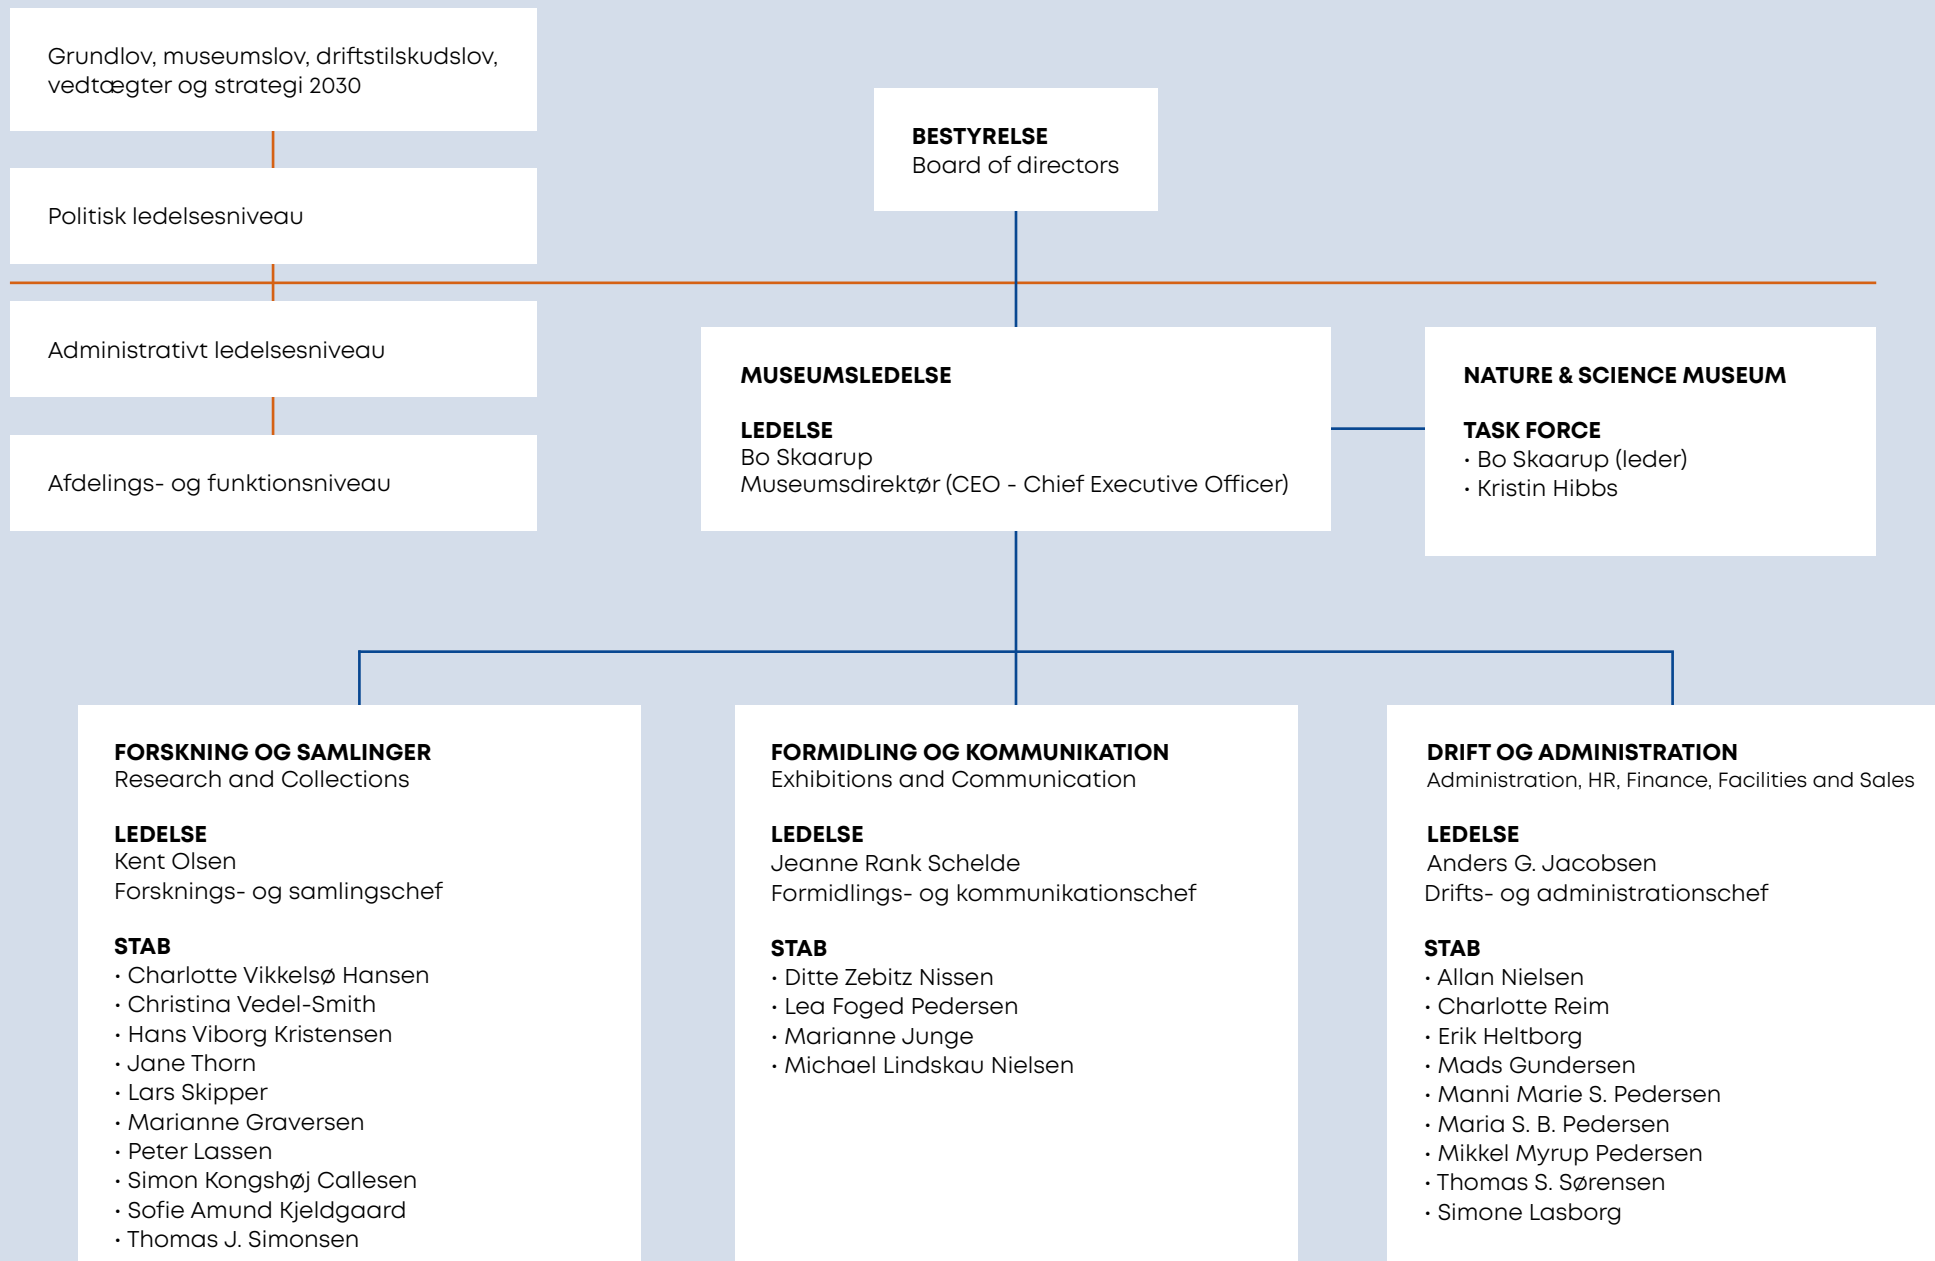 Grundlov, museumslov, driftstilskudslov,
vedtægter og strategi 2030
Politisk ledelsesniveau
Administrativt ledelsesniveau
Afdelings- og funktionsniveau
BESTYRELSE
Board of directors
MUSEUMSLEDELSE
LEDELSE
Bo Skaarup
Museumsdirektør (CEO - Chief Executive Officer)
NATURE & SCIENCE MUSEUM
TASK FORCE
· Bo Skaarup (leder)
· Kristin Hibbs
FORSKNING OG SAMLINGER
Research and Collections
LEDELSE
Kent Olsen
Forsknings- og samlingschef
STAB
· Charlotte Vikkelsø Hansen
· Christina Vedel-Smith
· Hans Viborg Kristensen
· Jane Thorn
· Lars Skipper
· Marianne Graversen
· Peter Lassen
· Simon Kongshøj Callesen
· Sofie Amund Kjeldgaard
· Thomas J. Simonsen
FORMIDLING OG KOMMUNIKATION
Exhibitions and Communication
LEDELSE
Jeanne Rank Schelde
Formidlings- og kommunikationschef
STAB
· Ditte Zebitz Nissen
· Lea Foged Pedersen
· Marianne Junge
· Michael Lindskau Nielsen
DRIFT OG ADMINISTRATION
Administration, HR, Finance, Facilities and Sales
LEDELSE
Anders G. Jacobsen
Drifts- og administrationschef
STAB
· Allan Nielsen
· Charlotte Reim
· Erik Heltborg
· Mads Gundersen
· Manni Marie S. Pedersen
· Maria S. B. Pedersen
· Mikkel Myrup Pedersen
· Thomas S. Sørensen
· Simone Lasborg